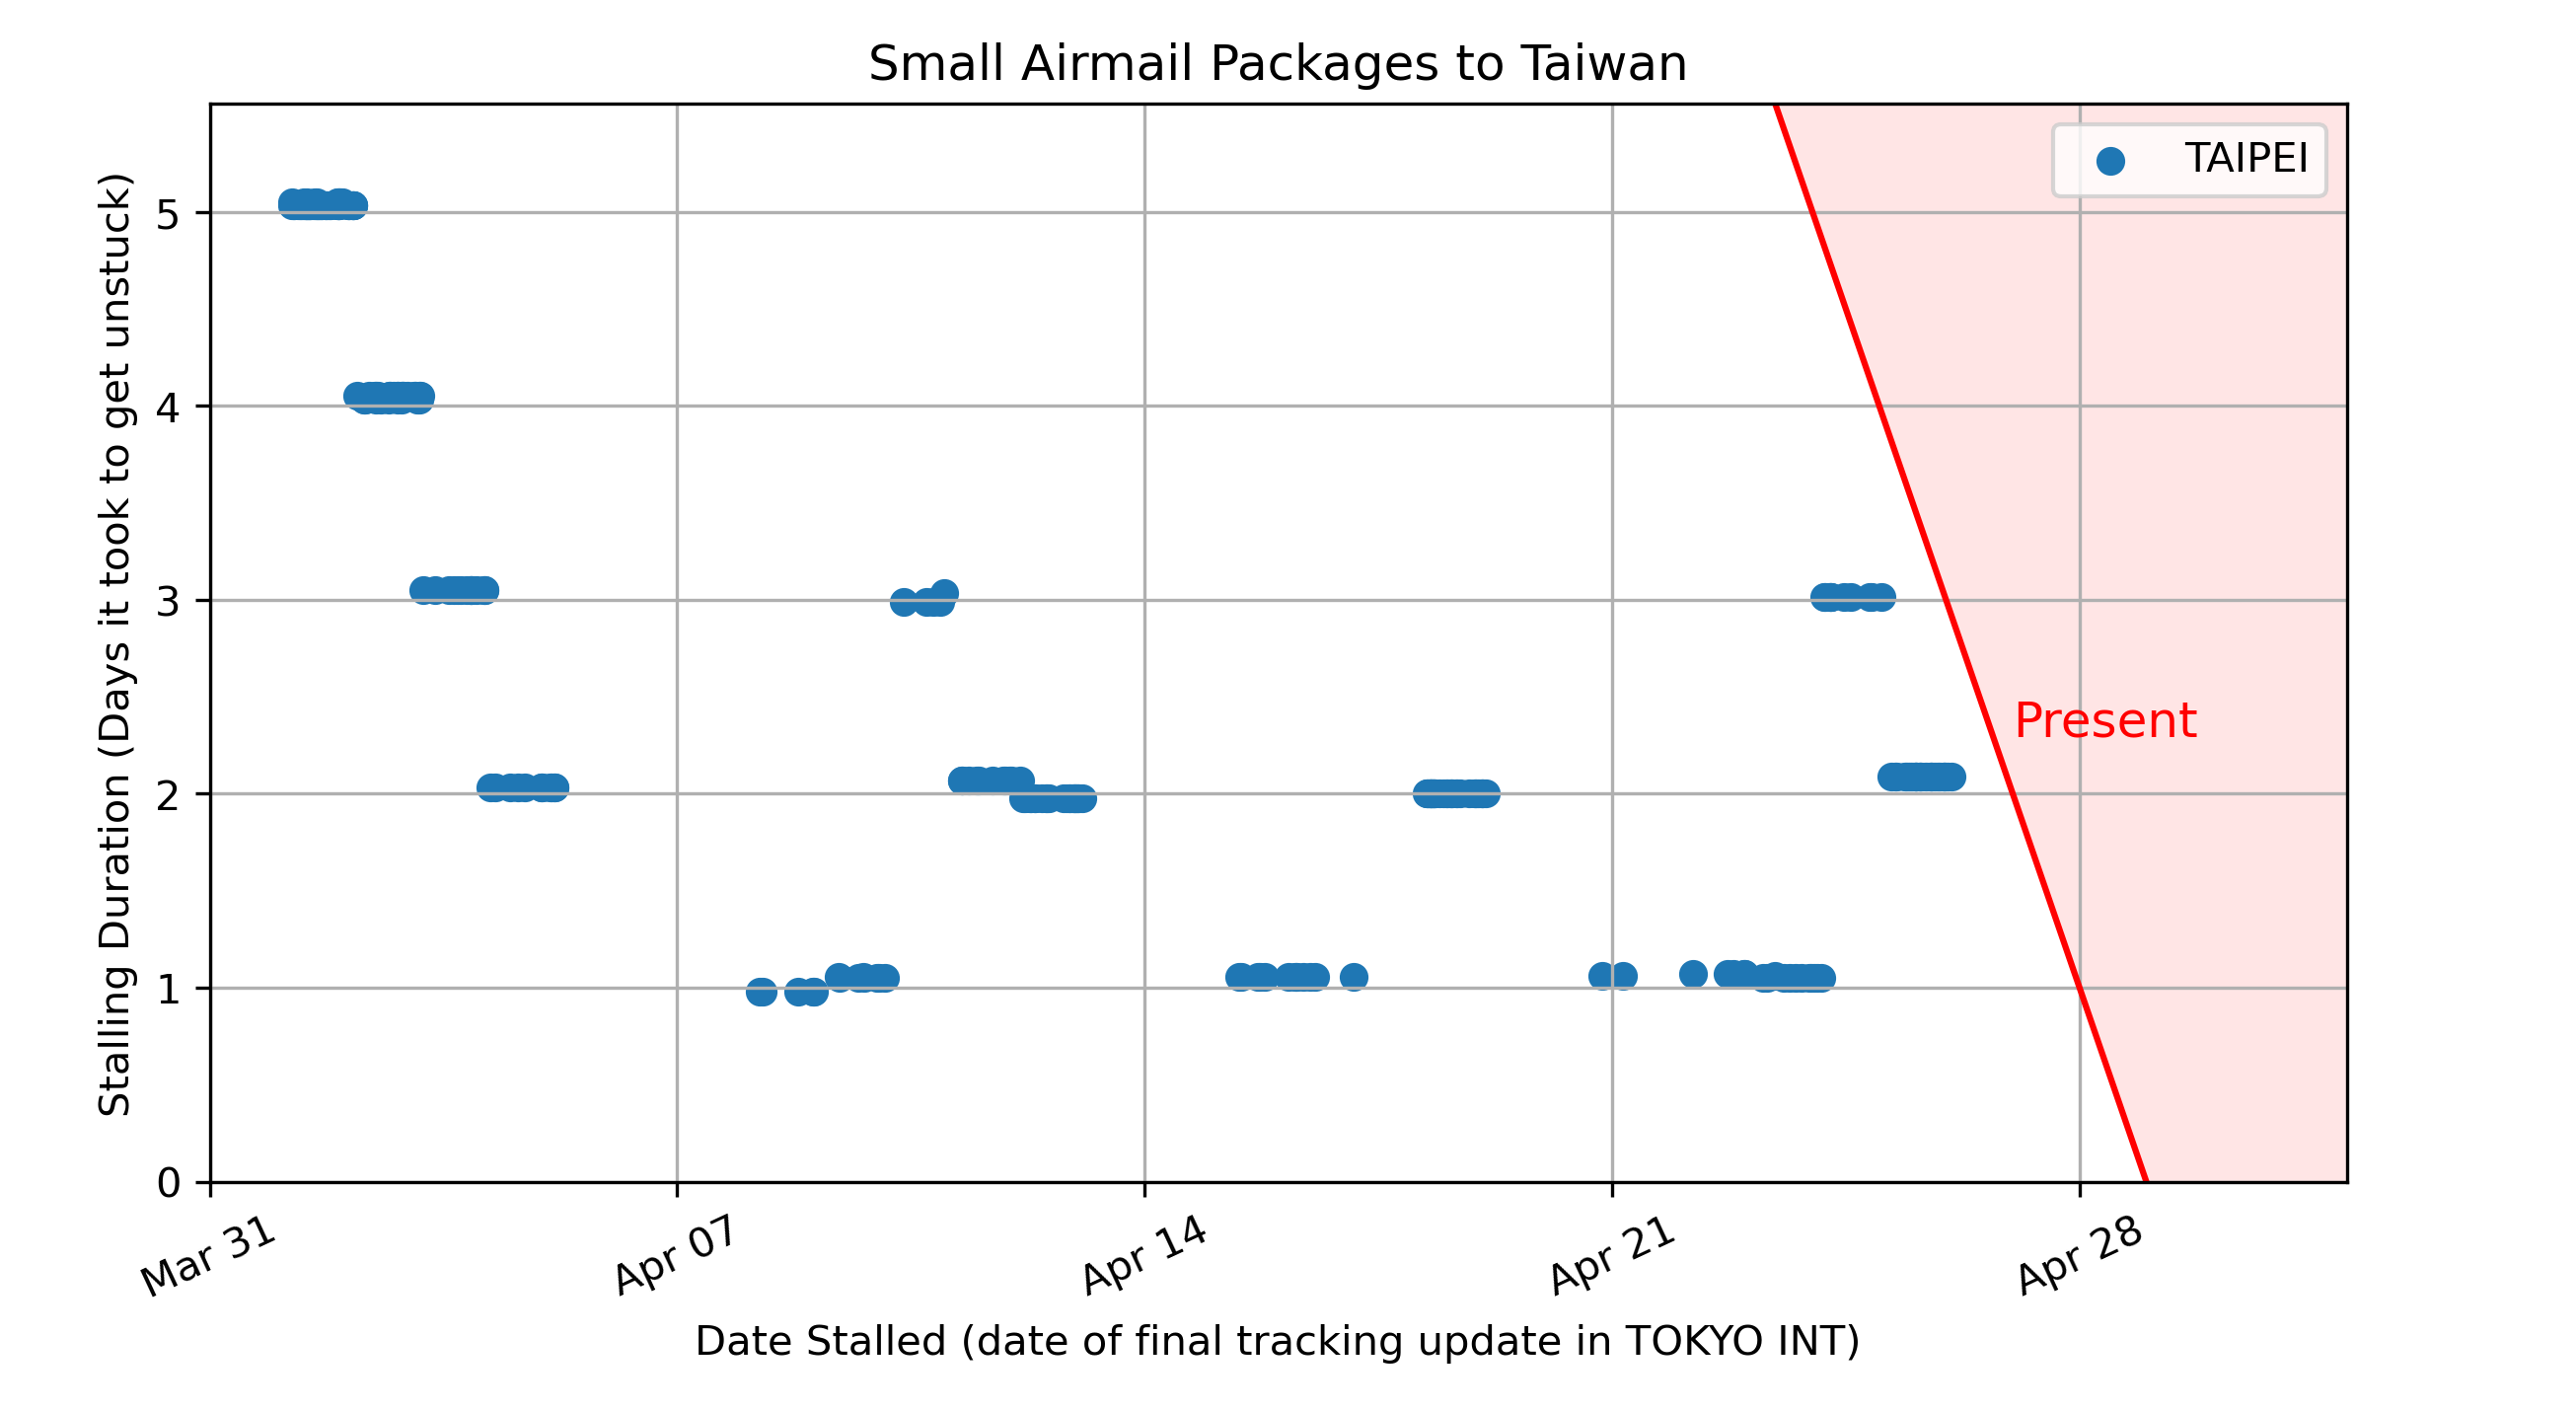 Small Airmail Packages to Taiwan
TAIPEI
Stalling Duration (Days it took to get unstuck)
5
4
3
2
1
0
Present
Mar 31
Apr 07
Apr 14
Apr 21
Apr 28
Date Stalled (date of final tracking update in TOKYO INT)